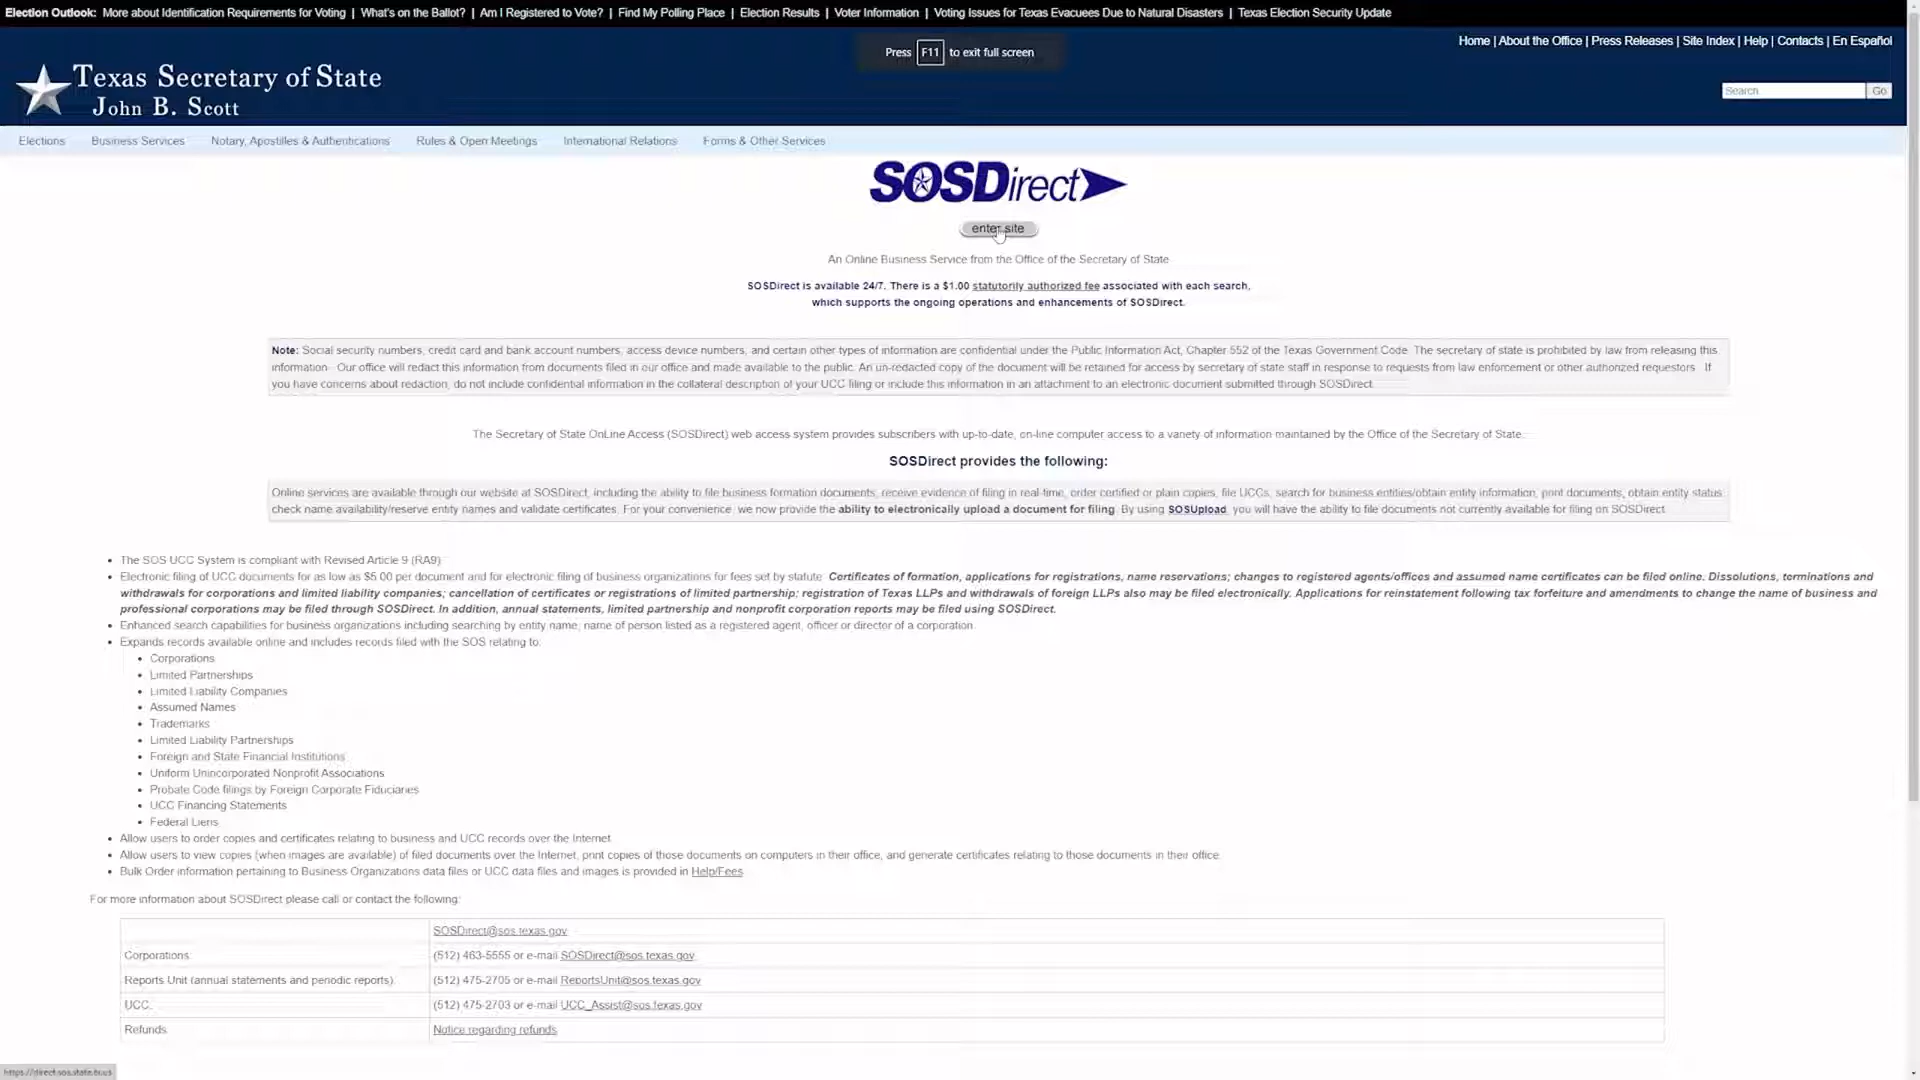 Election Outlook: More about Identification Requirements for Voting | What's on the Ballot? | Am I Registered to Vote? | Find My Polling Place | Election Results | Voter Information | Voting Issues for Texas Evacuees Due to Natural Disasters | Texas Election Security Update
Press F11 to exit full screen
Home | About the Office | Press Releases | Site Index | Help | Contacts | En Español
Texas Secretary of State
John B. Scott
Search Go
Elections Business Services Notary, Apostilles & Authentications Rules & Open Meetings International Relations Forms & Other Services
SOSDirect
enter site
An Online Business Service from the Office of the Secretary of State
SOSDirect is available 24/7. There is a $1.00 statutorily authorized fee associated with each search,
which supports the ongoing operations and enhancements of SOSDirect.
Note: Social security numbers, credit card and bank account numbers, access device numbers, and certain other types of information are confidential under the Public Information Act, Chapter 552 of the Texas Government Code. The secretary of state is prohibited by law from releasing this
information. Our office will redact this information from documents filed in our office and made available to the public. An un-redacted copy of the document will be retained for access by secretary of state staff in response to requests from law enforcement or other authorized requestors. If
you have concerns about redaction, do not include confidential information in the collateral description of your UCC filing or include this information in an attachment to an electronic document submitted through SOSDirect.
The Secretary of State OnLine Access (SOSDirect) web access system provides subscribers with up-to-date, on-line computer access to a variety of information maintained by the Office of the Secretary of State.
SOSDirect provides the following:
Online services are available through our website at SOSDirect, including the ability to file business formation documents, receive evidence of filing in real-time, order certified or plain copies, file UCCs, search for business entities/obtain entity information, print documents, obtain entity status,
check name availability/reserve entity names and validate certificates. For your convenience, we now provide the ability to electronically upload a document for filing. By using SOSUpload, you will have the ability to file documents not currently available for filing on SOSDirect.
• The SOS UCC System is compliant with Revised Article 9 (RA9)
• Electronic filing of UCC documents for as low as $5.00 per document and for electronic filing of business organizations for fees set by statute. Certificates of formation, applications for registrations, name reservations; changes to registered agents/offices and assumed name certificates can be filed online. Dissolutions, terminations and
withdrawals for corporations and limited liability companies; cancellation of certificates or registrations of limited partnership; registration of Texas LLPs and withdrawals of foreign LLPs also may be filed electronically. Applications for reinstatement following tax forfeiture and amendments to change the name of business and
professional corporations may be filed through SOSDirect. In addition, annual statements, limited partnership and nonprofit corporation reports may be filed using SOSDirect.
• Enhanced search capabilities for business organizations including searching by entity name, name of person listed as a registered agent, officer or director of a corporation.
• Expands records available online and includes records filed with the SOS relating to:
• Corporations
• Limited Partnerships
• Limited Liability Companies
• Assumed Names
• Trademarks
• Limited Liability Partnerships
• Foreign and State Financial Institutions
• Uniform Unincorporated Nonprofit Associations
• Probate Code filings by Foreign Corporate Fiduciaries
• UCC Financing Statements
• Federal Liens
• Allow users to order copies and certificates relating to business and UCC records over the Internet
• Allow users to view copies (when images are available) of filed documents over the Internet, print copies of those documents on computers in their office, and generate certificates relating to those documents in their office.
• Bulk Order information pertaining to Business Organizations data files or UCC data files and images is provided in Help/Fees
For more information about SOSDirect please call or contact the following:
SOSDirect@sos.texas.gov
Corporations: (512) 463-5555 or e-mail SOSDirect@sos.texas.gov
Reports Unit (annual statements and periodic reports): (512) 475-2705 or e-mail ReportsUnit@sos.texas.gov
UCC: (512) 475-2703 or e-mail UCC_Assist@sos.texas.gov
Refunds Notice regarding refunds
https://direct.sos.state.tx.us